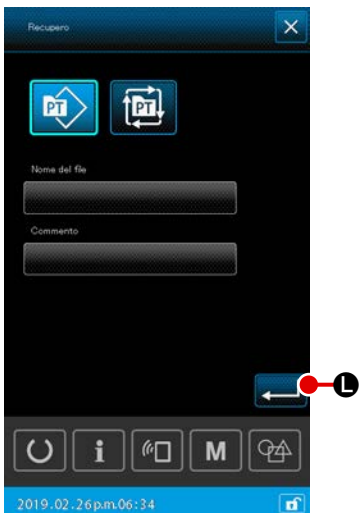 Recupero
PT PT
Nome del file
Commento
L
i M
2019.02.26p.m.06:34